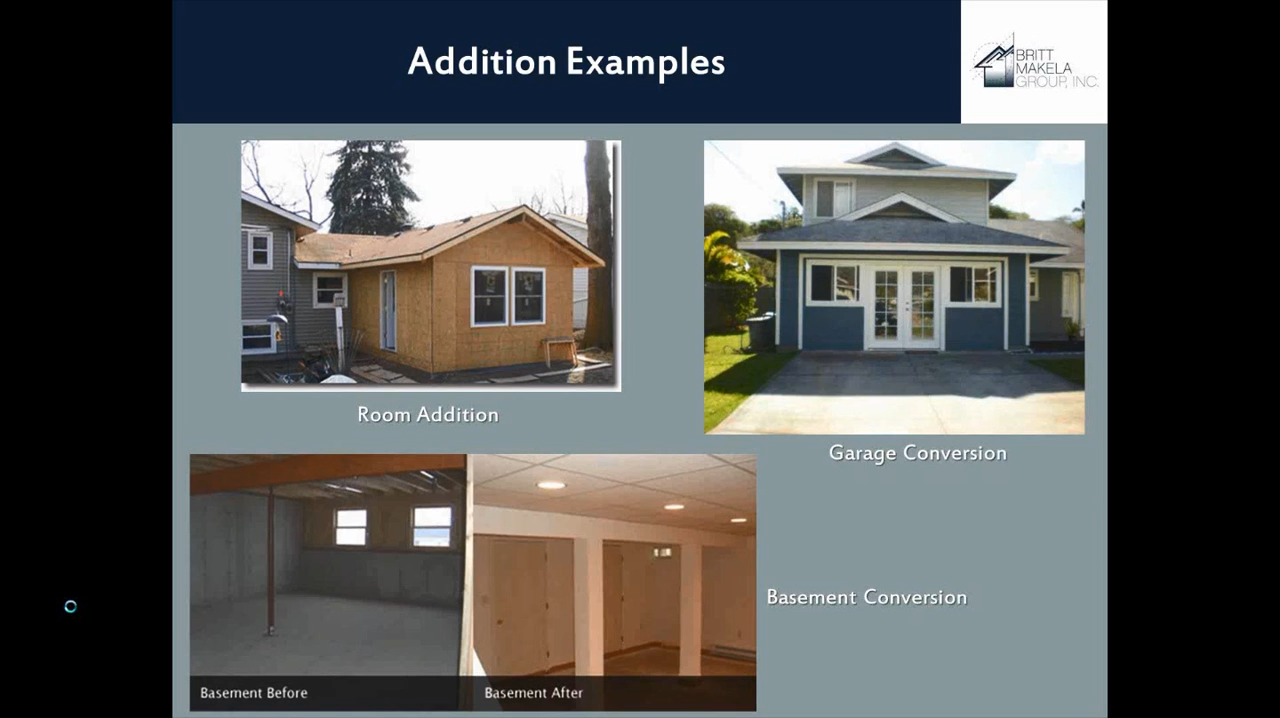 Addition Examples
BRITT
MAKELA
GROUP, INC.
Room Addition
Garage Conversion
Basement Conversion
Basement Before
Basement After